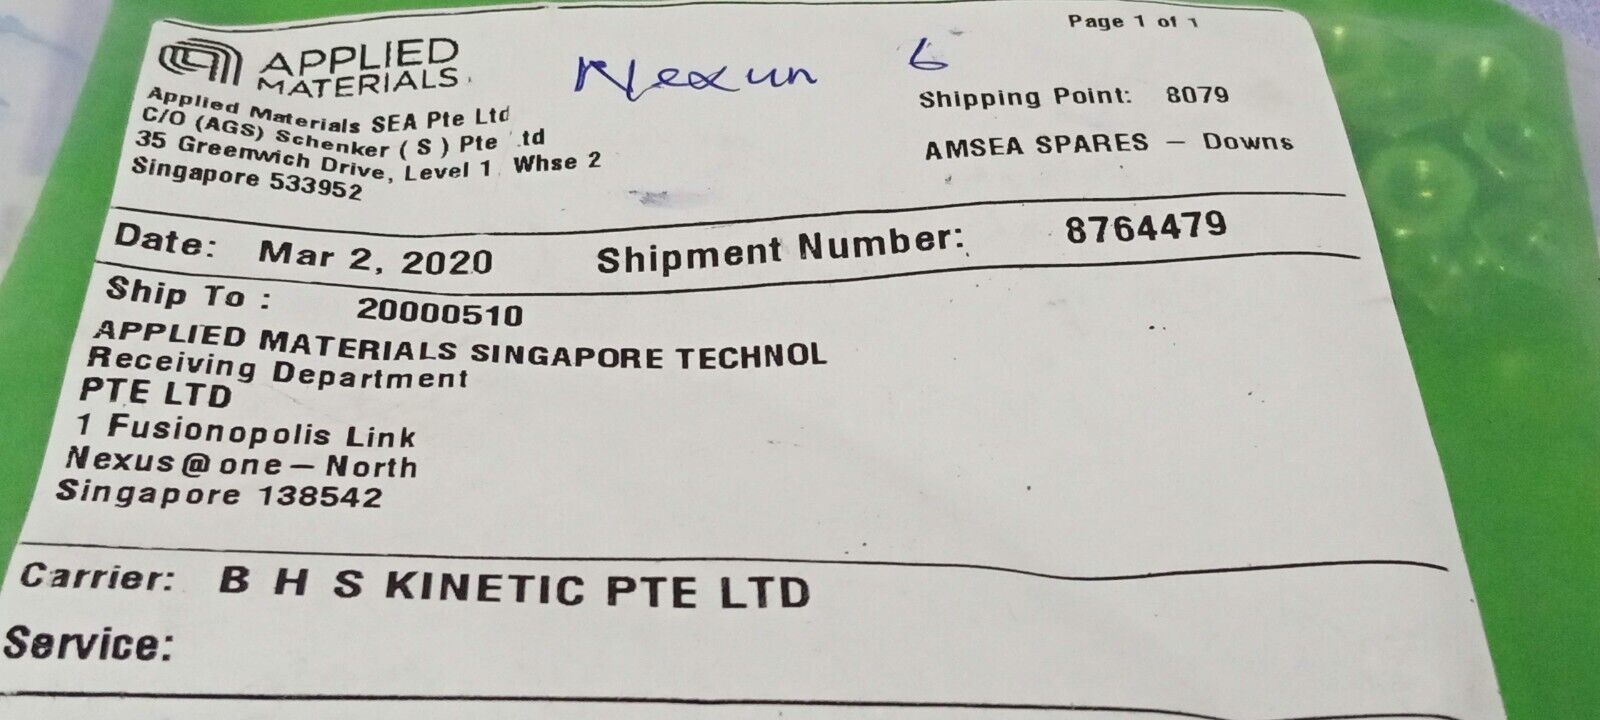 Page 1 of 1
APPLIED
MATERIALS
Nexun 6
Applied Materials SEA Pte Ltd
C/O (AGS) Schenker ( S ) Pte td
35 Greenwich Drive, Level 1 Whse 2
Singapore 533952
Shipping Point: 8079
AMSEA SPARES - Downs
Date: Mar 2, 2020 Shipment Number: 8764479
Ship To : 20000510
APPLIED MATERIALS SINGAPORE TECHNOL
Receiving Department
PTE LTD
1 Fusionopolis Link
Nexus@one-North
Singapore 138542
Carrier: B H S KINETIC PTE LTD
Service: